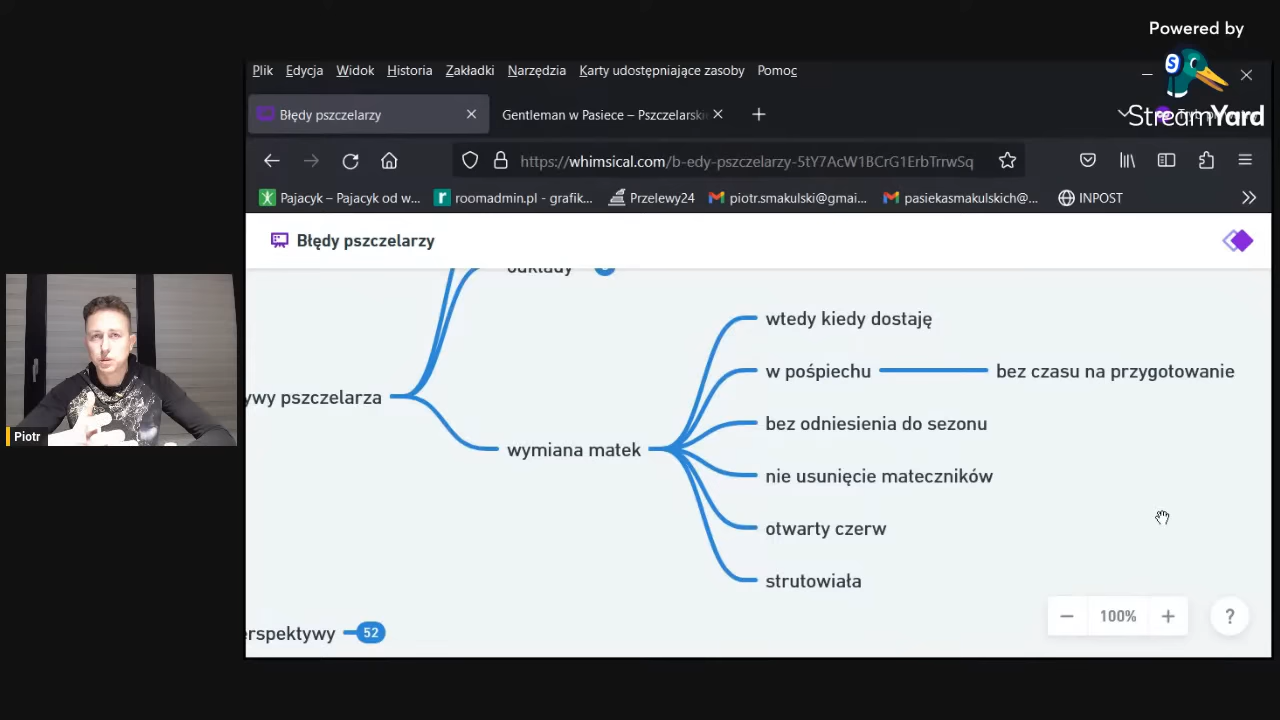 Powered by
StreamYard
Plik Edycja Widok Historia Zakładki Narzędzia Karty udostępniające zasoby Pomoc
Błędy pszczelarzy
Gentleman w Pasiece – Pszczelarski
https://whimsical.com/b-edy-pszczelarzy-5tY7AcW1BCrG1ErbTrrwSq
Pajacyk – Pajacyk od w...
roomadmin.pl - grafik...
Przelewy24
piotr.smakulski@gmai...
pasiekasmakulskich@...
INPOST
Błędy pszczelarzy
odkłady
wtedy kiedy dostaję
w pośpiechu
bez czasu na przygotowanie
ywy pszczelarza
bez odniesienia do sezonu
wymiana matek
nie usunięcie mateczników
otwarty czerw
strutowiała
Piotr
100%
?
erspektywy
52